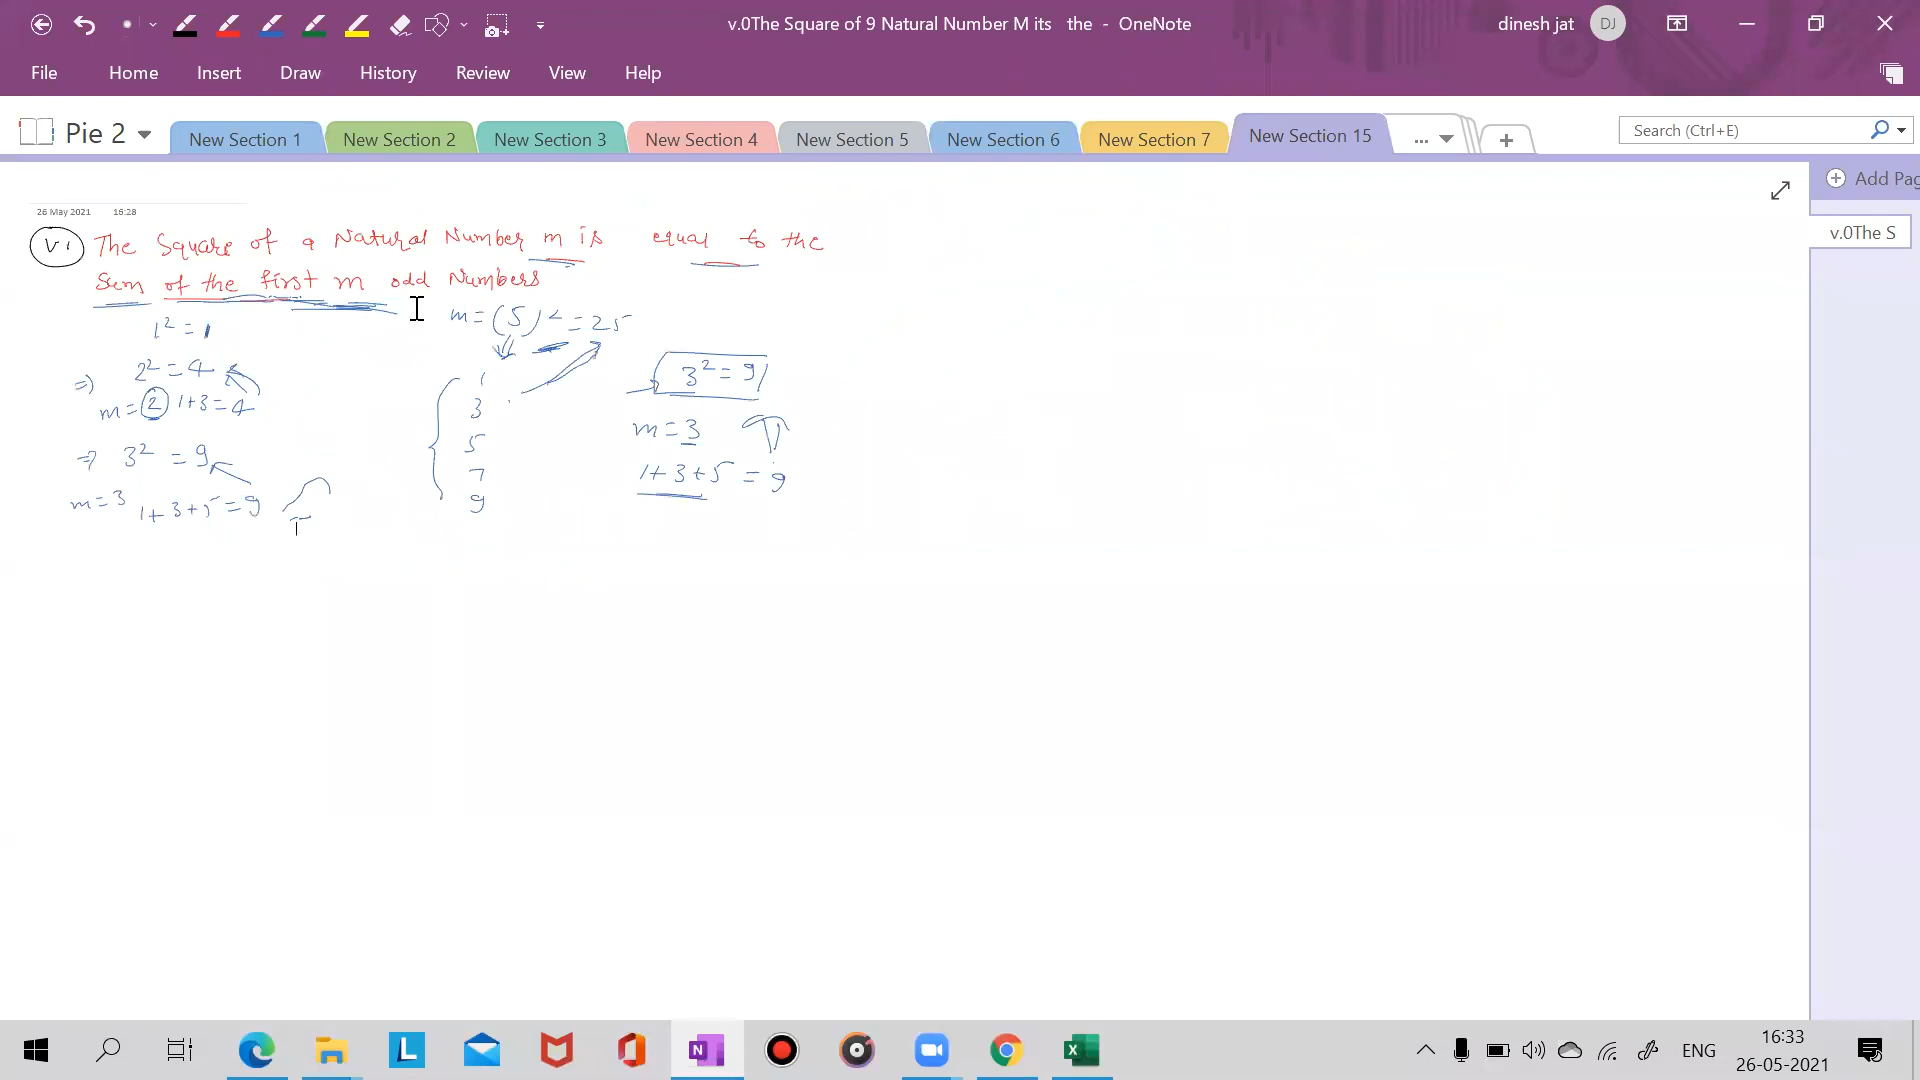 v.0The Square of 9 Natural Number M its the - OneNote
dinesh jat
DJ
File Home Insert Draw History Review View Help
Pie 2
New Section 1
New Section 2
New Section 3
New Section 4
New Section 5
New Section 6
New Section 7
New Section 15
...
Search (Ctrl+E)
Add Pag
v.0The S
26 May 2021 16:28
V. The Square of a Natural Number m is equal to the
Sum of the first m odd Numbers
1² = 1
2² = 4
=) m = 2 1+3=4
=) 3² = 9
m=3 1+3+5=9
m = (5)² = 25
1
3
5
7
9
3² = 9
m = 3
1+3+5 = 9
ENG
16:33
26-05-2021